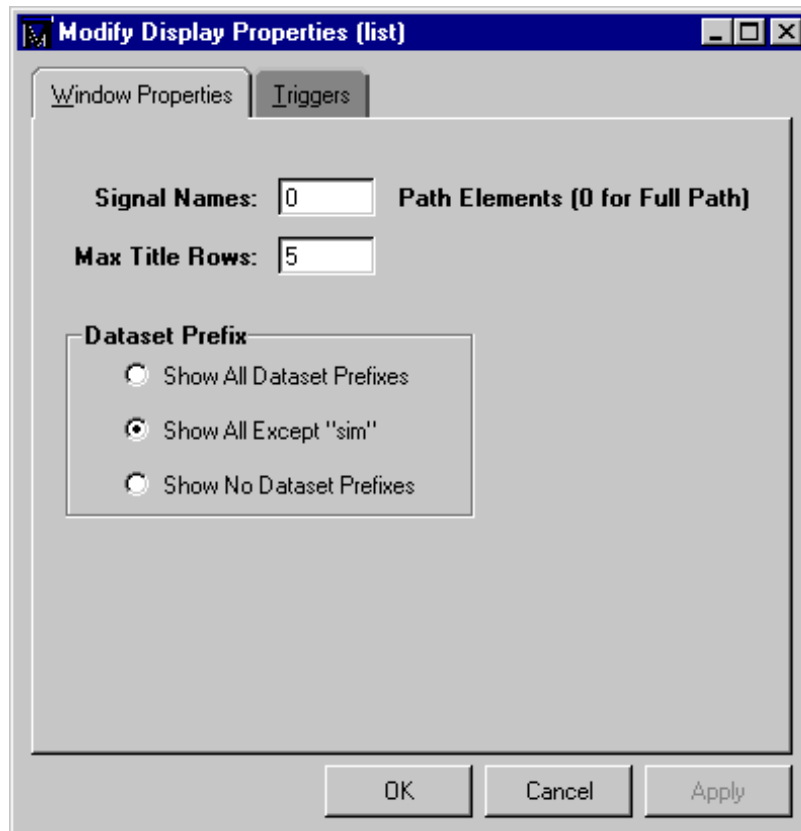 Modify Display Properties (list)
Window Properties Triggers
Signal Names: 0 Path Elements (0 for Full Path)
Max Title Rows: 5
Dataset Prefix
Show All Dataset Prefixes
Show All Except "sim"
Show No Dataset Prefixes
OK Cancel Apply